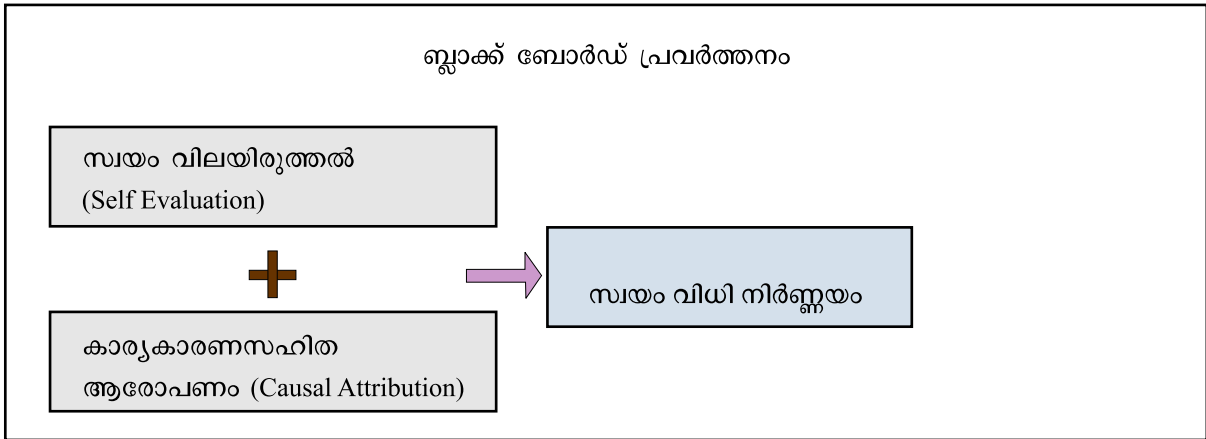 ബ്ലാക്ക് ബോർഡ് പ്രവർത്തനം
സ്വയം വിലയിരുത്തൽ
(Self Evaluation)
സ്വയം വിധി നിർണ്ണയം
കാര്യകാരണസഹിത
ആരോപണം (Causal Attribution)